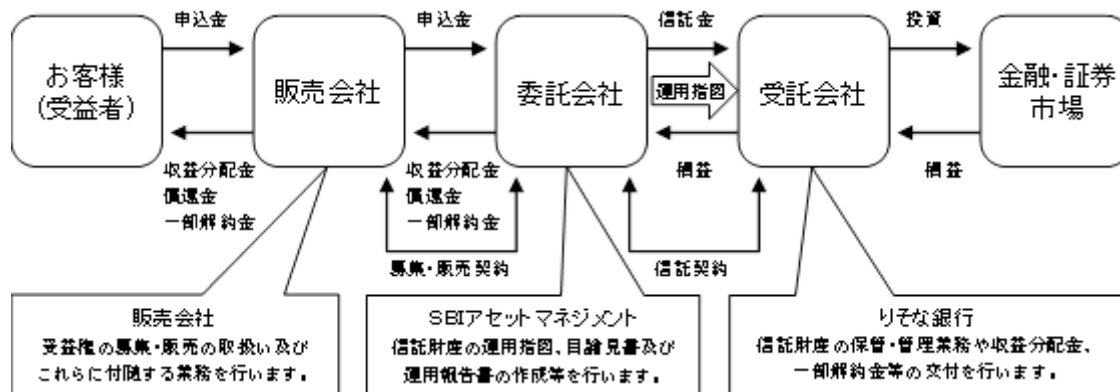 申込金
申込金
信託金
投資
お客様
(受益者)
販売会社
委託会社
運用指図
受託会社
金融・証券
市場
収益分配金
償還金
一部解約金
収益分配金
償還金
一部解約金
損益
損益
募集・販売契約
信託契約
販売会社
受益権の募集・販売の取扱い及び
これらに付随する業務を行います。
SBIアセットマネジメント
信託財産の運用指図、目論見書及び
運用報告書の作成等を行います。
りそな銀行
信託財産の保管・管理業務や収益分配金、
一部解約金等の交付を行います。